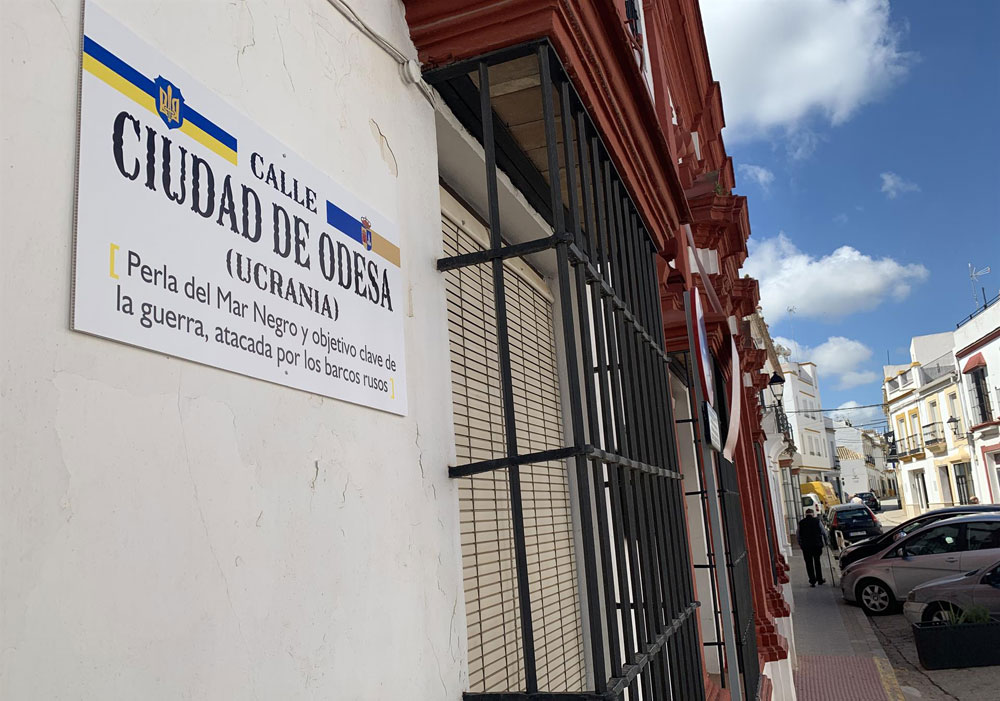 CALLE
CIUDAD DE ODESA
(UCRANIA)
[ Perla del Mar Negro y objetivo clave de
la guerra, atacada por los barcos rusos ]